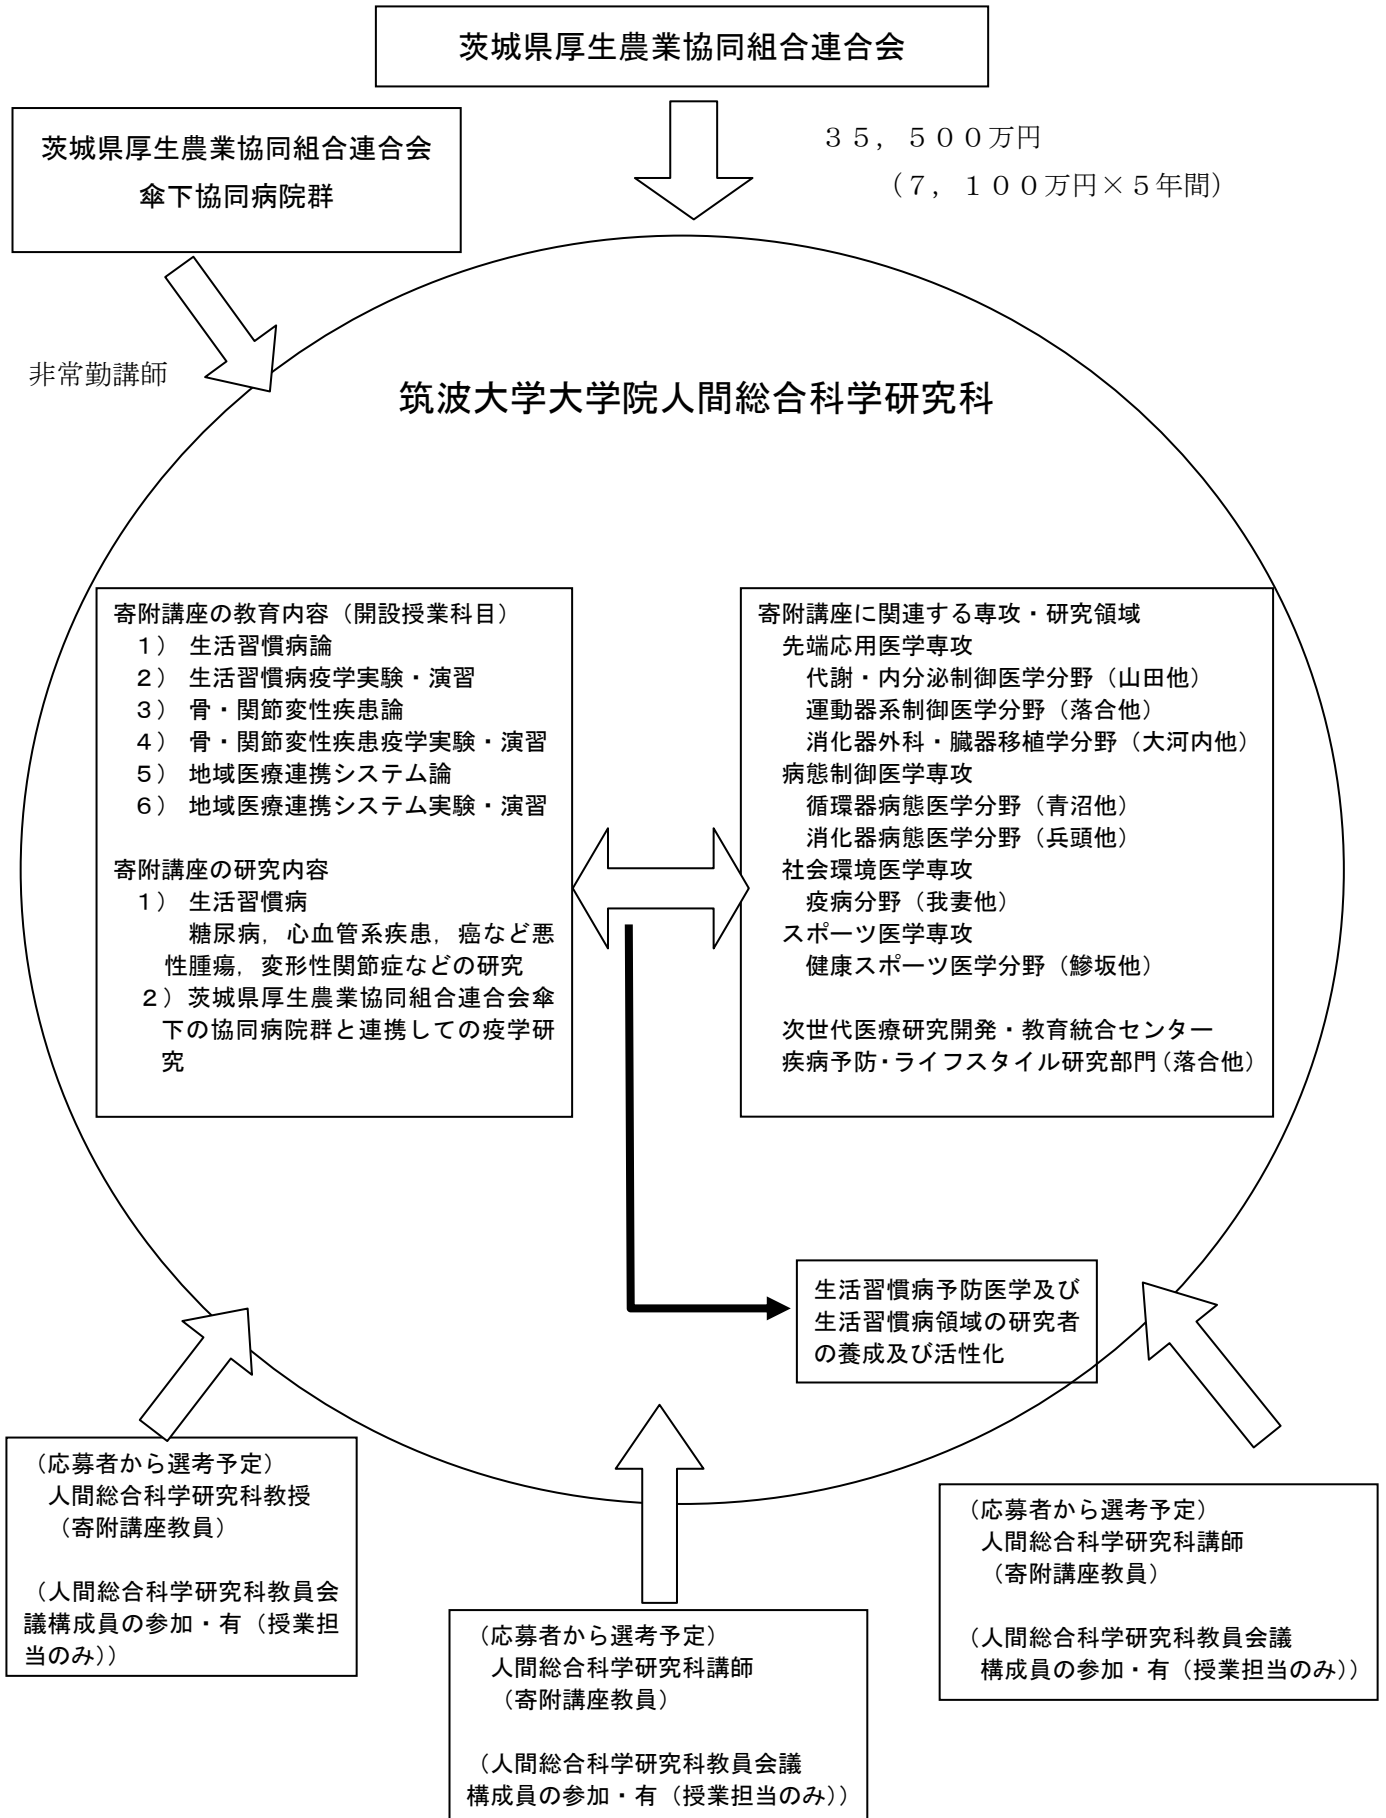 茨城県厚生農業協同組合連合会
茨城県厚生農業協同組合連合会
傘下協同病院群
３５，５００万円
（７，１００万円×５年間）
非常勤講師
筑波大学大学院人間総合科学研究科
寄附講座の教育内容（開設授業科目）
１） 生活習慣病論
２） 生活習慣病疫学実験・演習
３） 骨・関節変性疾患論
４） 骨・関節変性疾患疫学実験・演習
５） 地域医療連携システム論
６） 地域医療連携システム実験・演習
寄附講座の研究内容
１） 生活習慣病
糖尿病，心血管系疾患，癌など悪
性腫瘍，変形性関節症などの研究
２）茨城県厚生農業協同組合連合会傘
下の協同病院群と連携しての疫学研
究
寄附講座に関連する専攻・研究領域
先端応用医学専攻
代謝・内分泌制御医学分野（山田他）
運動器系制御医学分野（落合他）
消化器外科・臓器移植学分野（大河内他）
病態制御医学専攻
循環器病態医学分野（青沼他）
消化器病態医学分野（兵頭他）
社会環境医学専攻
疫病分野（我妻他）
スポーツ医学専攻
健康スポーツ医学分野（鰺坂他）
次世代医療研究開発・教育統合センター
疾病予防・ライフスタイル研究部門（落合他）
生活習慣病予防医学及び
生活習慣病領域の研究者
の養成及び活性化
（応募者から選考予定）
人間総合科学研究科教授
（寄附講座教員）
（人間総合科学研究科教員会
議構成員の参加・有（授業担
当のみ））
（応募者から選考予定）
人間総合科学研究科講師
（寄附講座教員）
（人間総合科学研究科教員会議
構成員の参加・有（授業担当のみ））
（応募者から選考予定）
人間総合科学研究科講師
（寄附講座教員）
（人間総合科学研究科教員会議
構成員の参加・有（授業担当のみ））